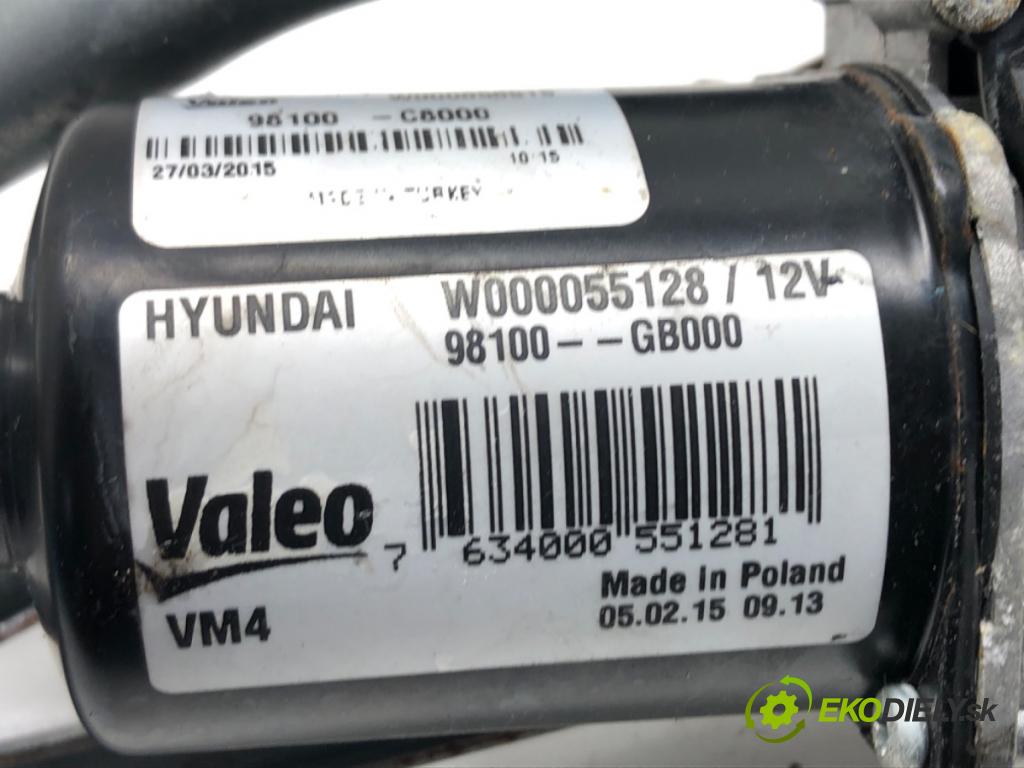 98100 - C8000
27/03/2015
10:15
HYUNDAI
W000055128 / 12V
98100--GB000
Valeo
7 634000 551281
VM4
Made in Poland
05.02.15 09.13
EKODIELY.sk